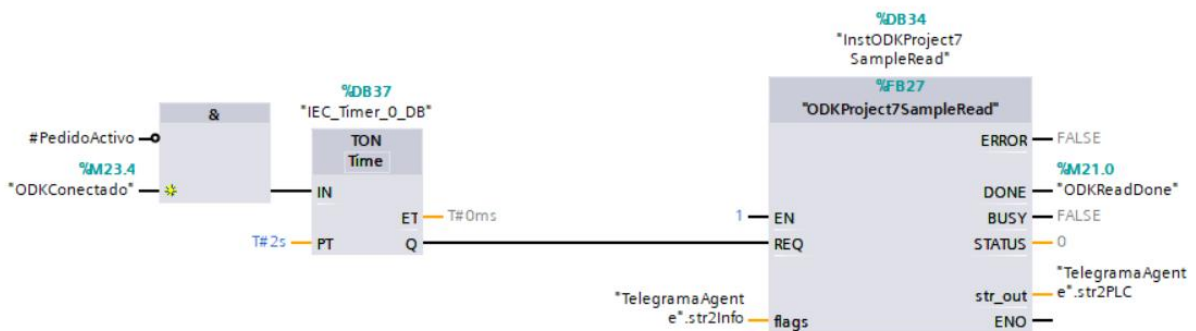 %DB34
"InstODKProject7
SampleRead"
%DB37
"IEC_Timer_0_DB"
%FB27
"ODKProject7SampleRead"
&
TON
Time
#PedidoActivo
%M23.4
"ODKConectado"
IN
ET
T#0ms
T#2s
PT
Q
ERROR
FALSE
%M21.0
DONE
"ODKReadDone"
1
EN
BUSY
FALSE
REQ
STATUS
0
"TelegramaAgent
e".str2Info
flags
str_out
"TelegramaAgent
e".str2PLC
ENO